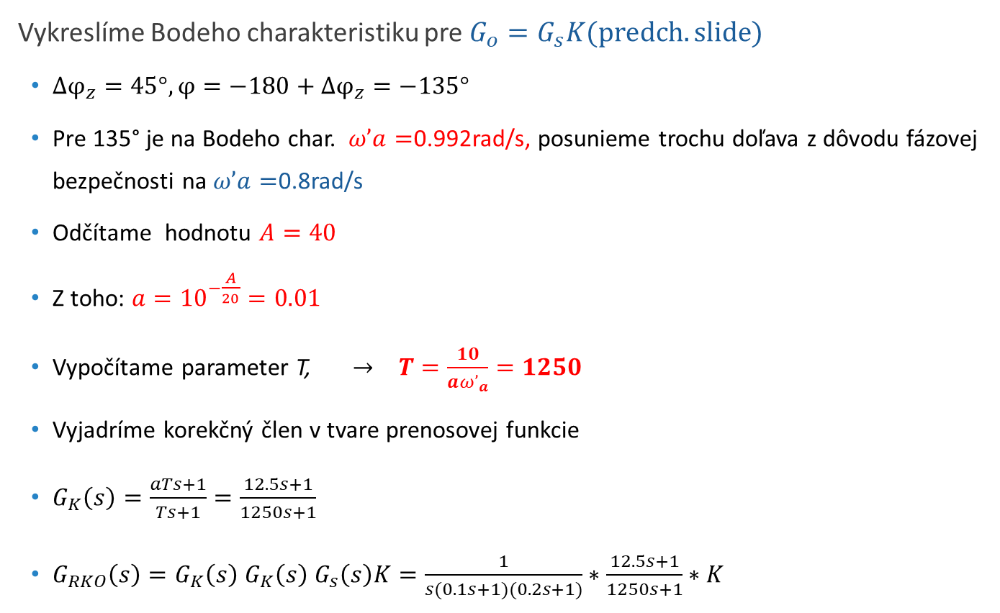 Vykreslíme Bodeho charakteristiku pre $G_o = G_sK$(predch. slide)
• $\Delta\varphi_z = 45°, \varphi = -180 + \Delta\varphi_z = -135°$
• Pre 135° je na Bodeho char. $\omega’a =$0.992rad/s, posunieme trochu doľava z dôvodu fázovej
bezpečnosti na $\omega’a =$0.8rad/s
• Odčítame hodnotu $A = 40$
• Z toho: $a = 10^{-\frac{A}{20}} = 0.01$
• Vypočítame parameter T, → $T = \frac{10}{a\omega’_a} = 1250$
• Vyjadríme korekčný člen v tvare prenosovej funkcie
• $G_K(s) = \frac{aTs+1}{Ts+1} = \frac{12.5s+1}{1250s+1}$
• $G_{RKO}(s) = G_K(s) \, G_K(s) \, G_s(s)K = \frac{1}{s(0.1s+1)(0.2s+1)} * \frac{12.5s+1}{1250s+1} * K$